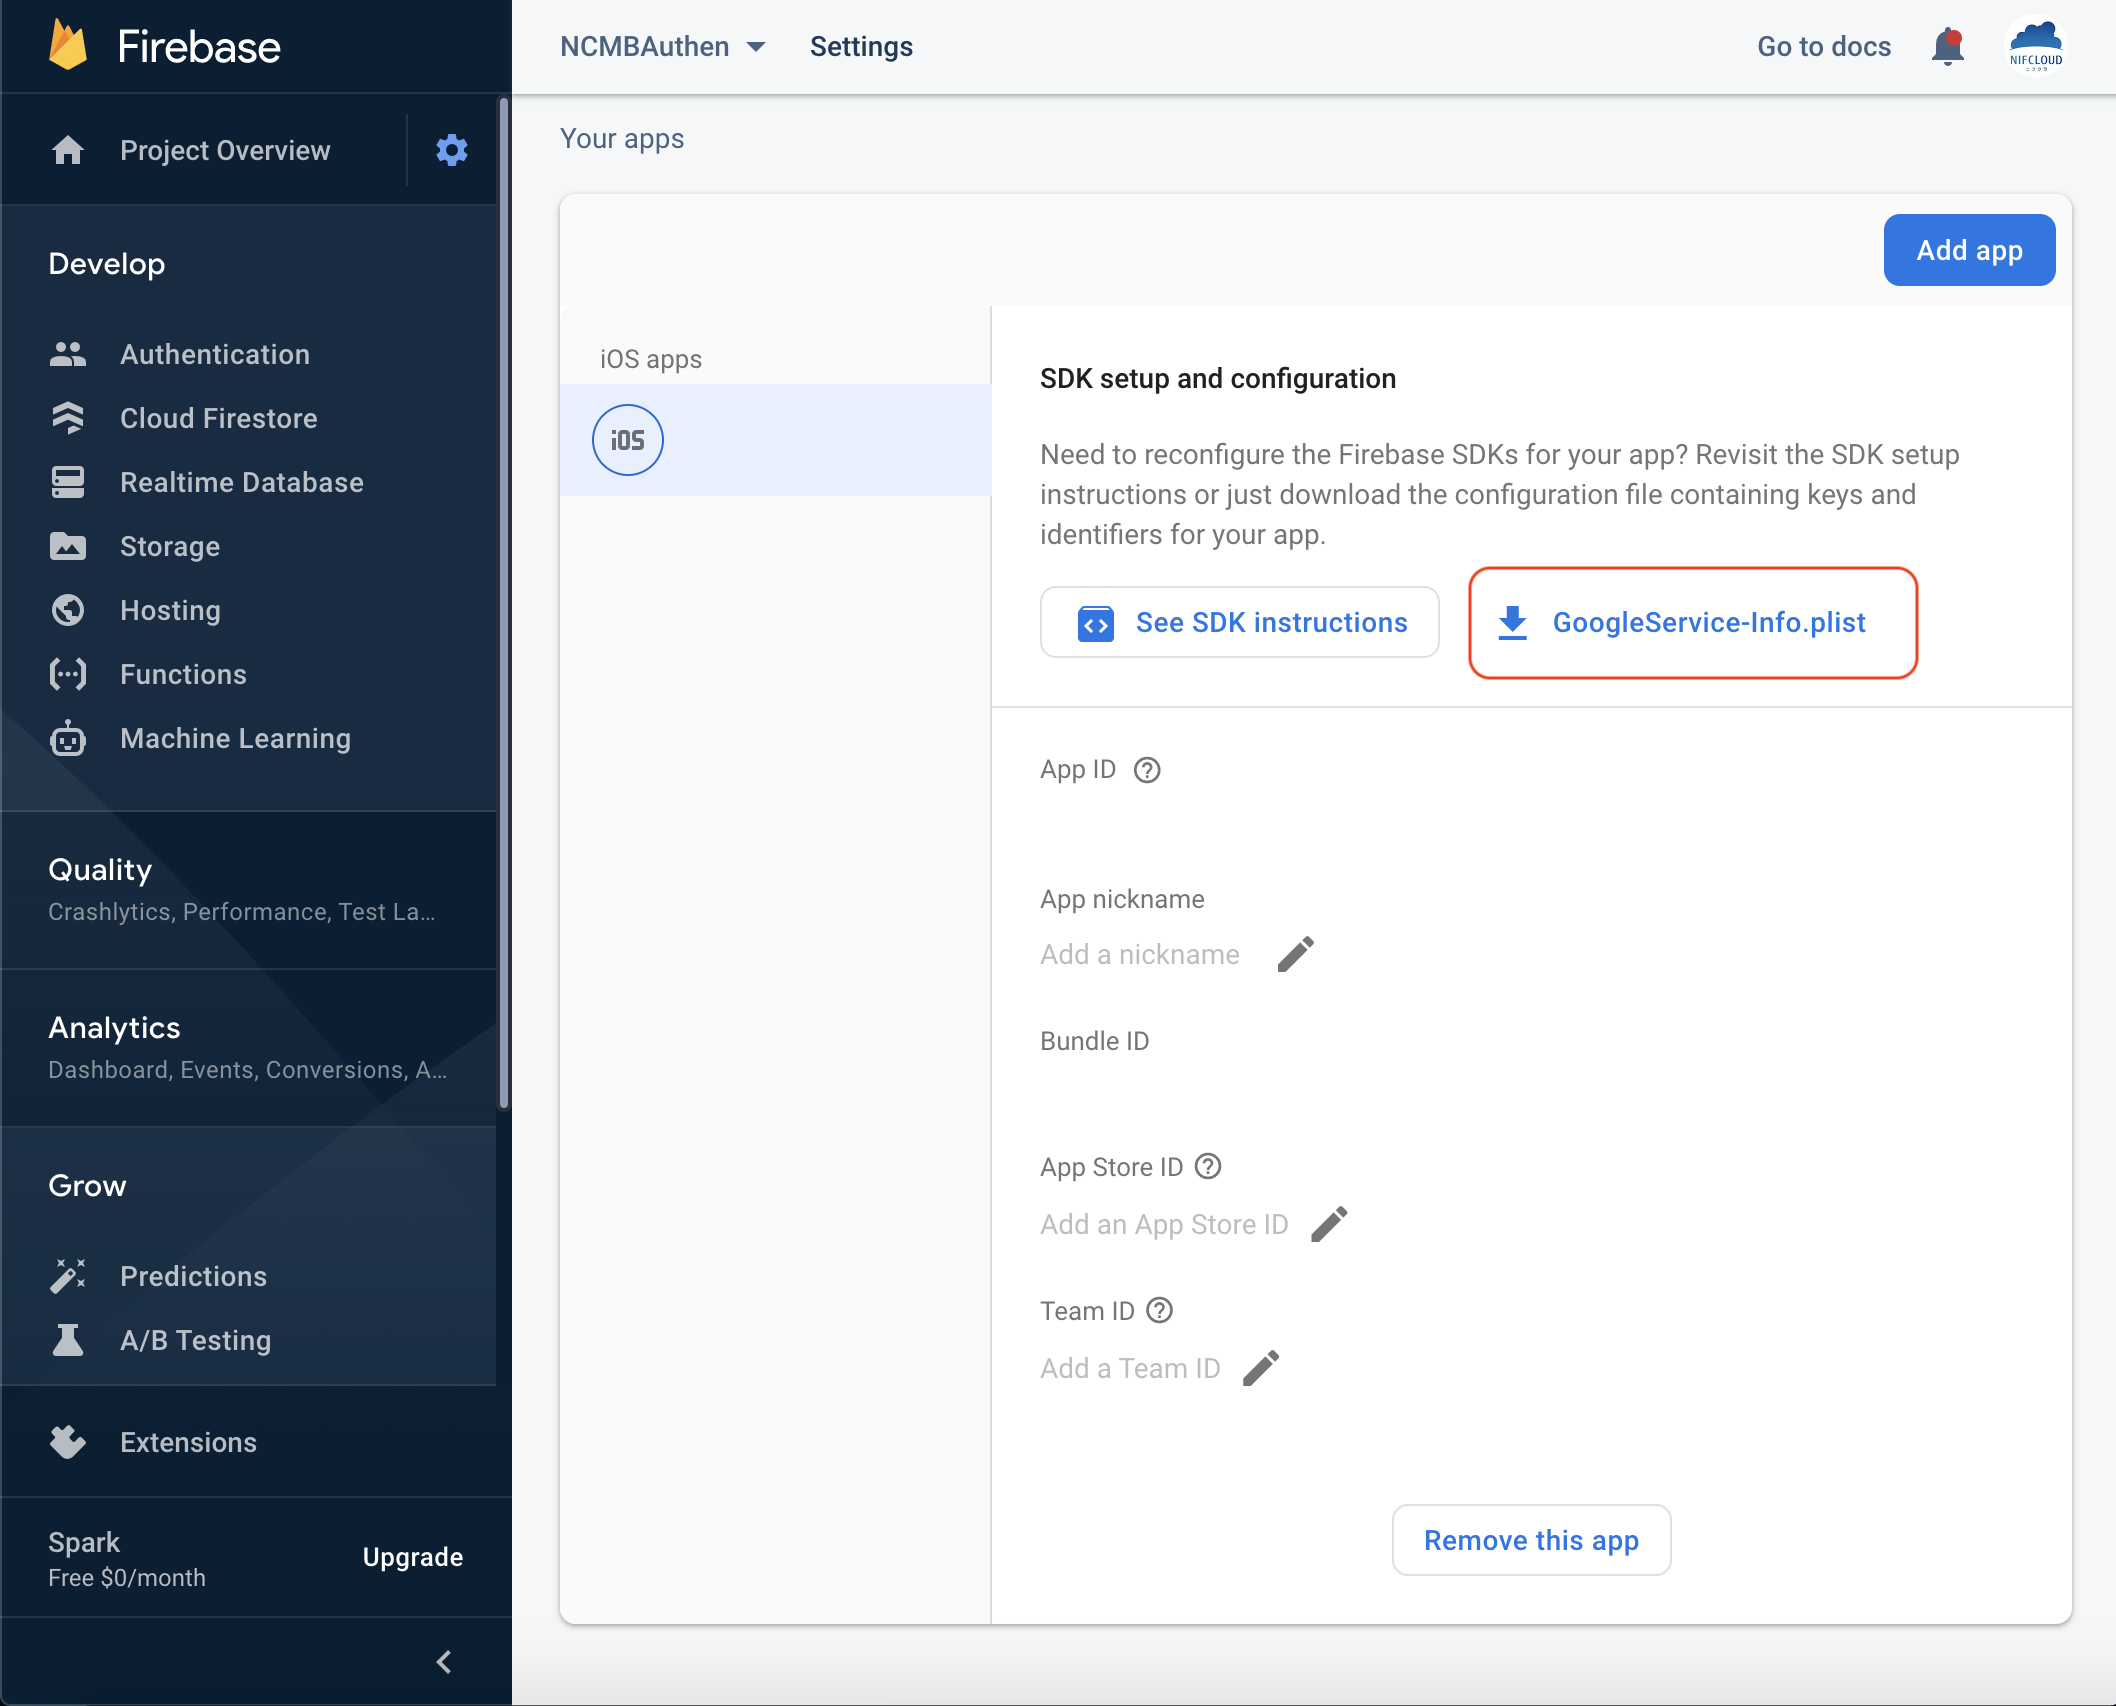 Firebase
Project Overview
Develop
Authentication
Cloud Firestore
Realtime Database
Storage
Hosting
Functions
Machine Learning
Quality
Crashlytics, Performance, Test La...
Analytics
Dashboard, Events, Conversions, A...
Grow
Predictions
A/B Testing
Extensions
Spark
Free $0/month
Upgrade
NCMBAuthen
Settings
Go to docs
NIFCLOUD
ニフクラ
Your apps
Add app
iOS apps
iOS
SDK setup and configuration
Need to reconfigure the Firebase SDKs for your app? Revisit the SDK setup
instructions or just download the configuration file containing keys and
identifiers for your app.
See SDK instructions
GoogleService-Info.plist
App ID
App nickname
Add a nickname
Bundle ID
App Store ID
Add an App Store ID
Team ID
Add a Team ID
Remove this app